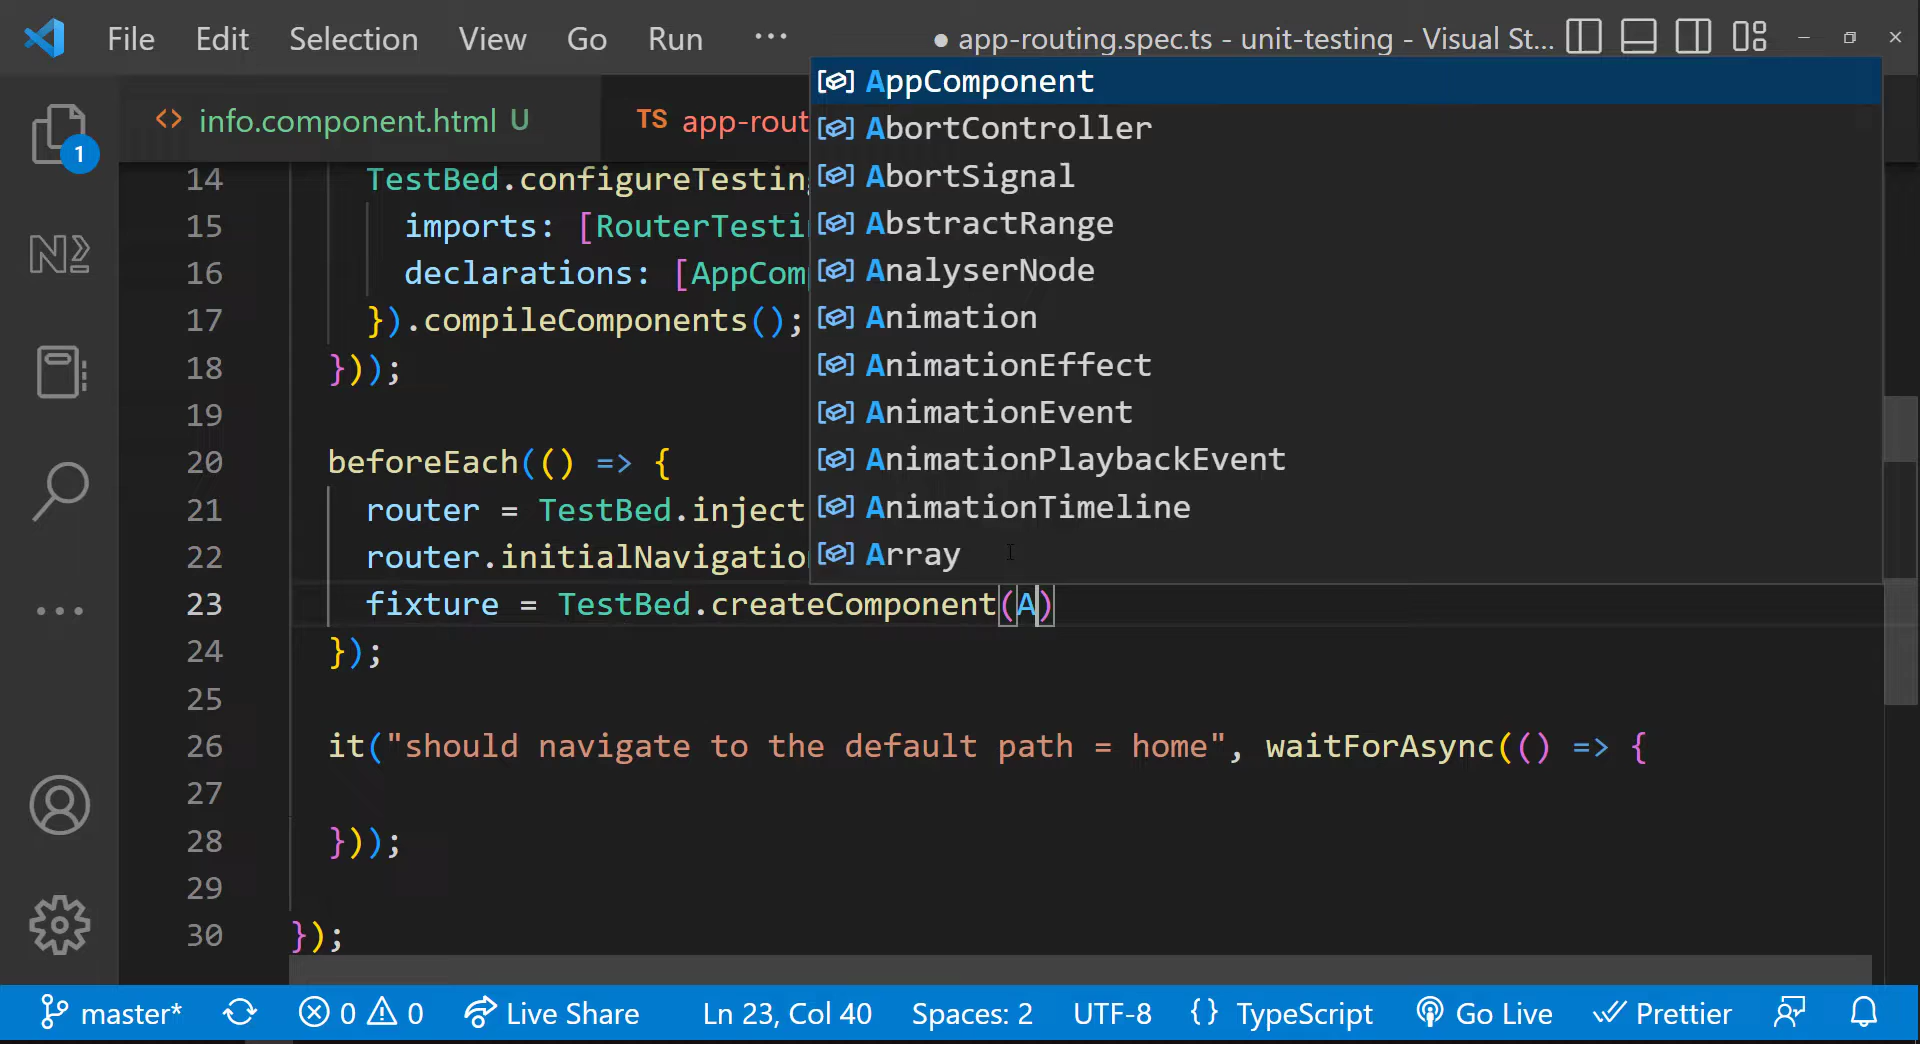 File Edit Selection View Go Run ··· ● app-routing.spec.ts - unit-testing - Visual St...
<> info.component.html U TS app-rout
1
14 TestBed.configureTesting
15 imports: [RouterTestin
16 declarations: [AppComp
17 }).compileComponents();
18 }));
19
20 beforeEach(() => {
21 router = TestBed.inject
22 router.initialNavigation
23 fixture = TestBed.createComponent(A)
24 });
25
26 it("should navigate to the default path = home", waitForAsync(() => {
27
28 }));
29
30 });
AppComponent
AbortController
AbortSignal
AbstractRange
AnalyserNode
Animation
AnimationEffect
AnimationEvent
AnimationPlaybackEvent
AnimationTimeline
Array
master* 0 0 Live Share Ln 23, Col 40 Spaces: 2 UTF-8 {} TypeScript Go Live Prettier